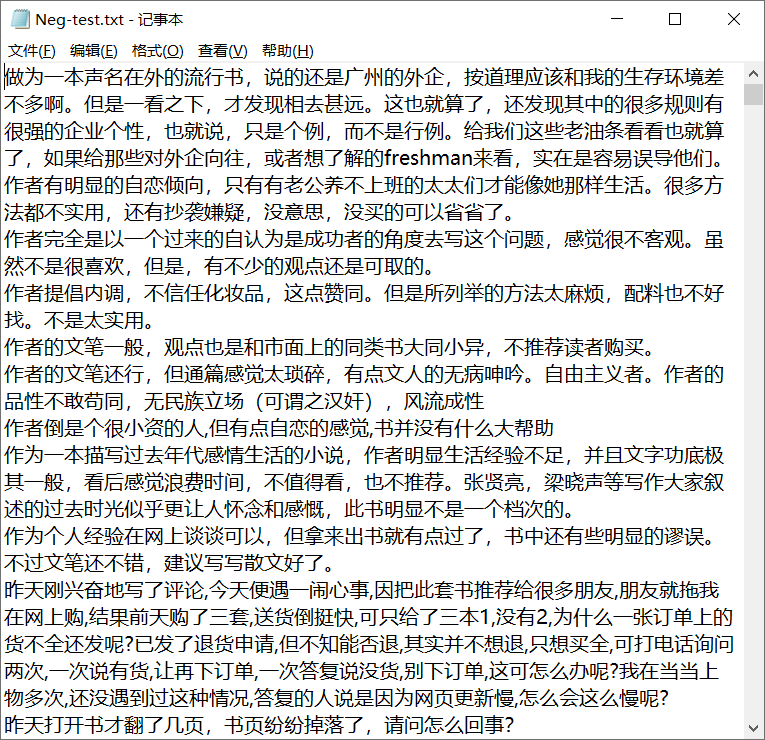 Neg-test.txt - 记事本
文件(F) 编辑(E) 格式(O) 查看(V) 帮助(H)
做为一本声名在外的流行书，说的还是广州的外企，按道理应该和我的生存环境差
不多啊。但是一看之下，才发现相去甚远。这也就算了，还发现其中的很多规则有
很强的企业个性，也就说，只是个例，而不是行例。给我们这些老油条看看也就算
了，如果给那些对外企向往，或者想了解的freshman来看，实在是容易误导他们。
作者有明显的自恋倾向，只有有老公养不上班的太太们才能像她那样生活。很多方
法都不实用，还有抄袭嫌疑，没意思，没买的可以省省了。
作者完全是以一个过来的自认为是成功者的角度去写这个问题，感觉很不客观。虽
然不是很喜欢，但是，有不少的观点还是可取的。
作者提倡内调，不信任化妆品，这点赞同。但是所列举的方法太麻烦，配料也不好
找。不是太实用。
作者的文笔一般，观点也是和市面上的同类书大同小异，不推荐读者购买。
作者的文笔还行，但通篇感觉太琐碎，有点文人的无病呻吟。自由主义者。作者的
品性不敢苟同，无民族立场（可谓之汉奸），风流成性
作者倒是个很小资的人,但有点自恋的感觉,书并没有什么大帮助
作为一本描写过去年代感情生活的小说，作者明显生活经验不足，并且文字功底极
其一般，看后感觉浪费时间，不值得看，也不推荐。张贤亮，梁晓声等写作大家叙
述的过去时光似乎更让人怀念和感慨，此书明显不是一个档次的。
作为个人经验在网上谈谈可以，但拿来出书就有点过了，书中还有些明显的谬误。
不过文笔还不错，建议写写散文好了。
昨天刚兴奋地写了评论,今天便遇一闹心事,因把此套书推荐给很多朋友,朋友就拖我
在网上购,结果前天购了三套,送货倒挺快,可只给了三本1,没有2,为什么一张订单上的
货不全还发呢?已发了退货申请,但不知能否退,其实并不想退,只想买全,可打电话询问
两次,一次说有货,让再下订单,一次答复说没货,别下订单,这可怎么办呢?我在当当上
物多次,还没遇到过这种情况,答复的人说是因为网页更新慢,怎么会这么慢呢?
昨天打开书才翻了几页，书页纷纷掉落了，请问怎么回事?